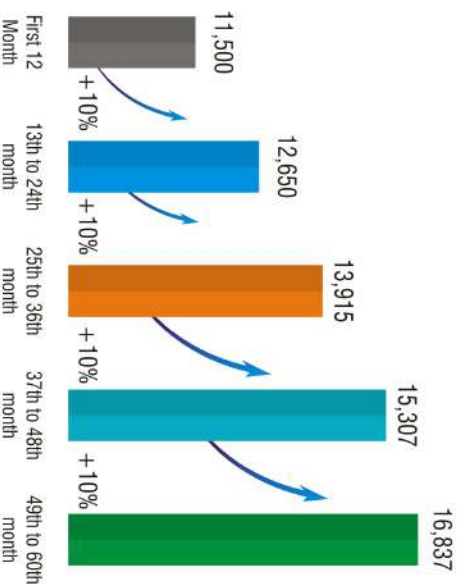 11,500
12,650
13,915
15,307
16,837
+10%
+10%
+10%
+10%
First 12
Month
13th to 24th
month
25th to 36th
month
37th to 48th
month
49th to 60th
month